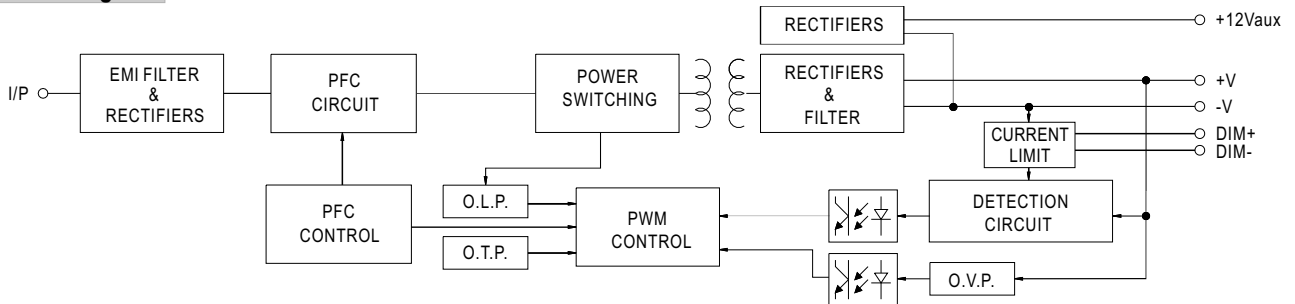 RECTIFIERS
+12Vaux
I/P
EMI FILTER
&
RECTIFIERS
PFC
CIRCUIT
POWER
SWITCHING
RECTIFIERS
&
FILTER
+V
-V
CURRENT
LIMIT
DIM+
DIM-
PFC
CONTROL
O.L.P.
O.T.P.
PWM
CONTROL
DETECTION
CIRCUIT
O.V.P.